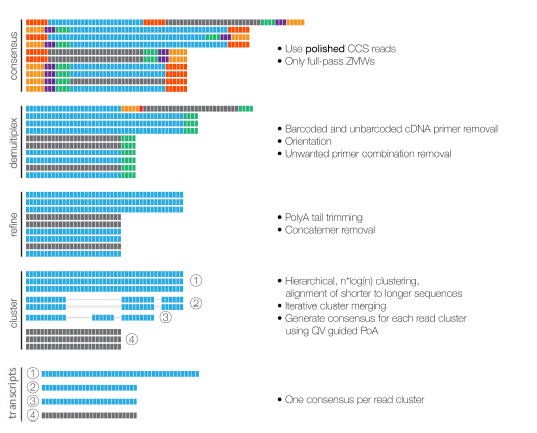 consensus
• Use polished CCS reads
• Only full-pass ZMWs
demultiplex
• Barcoded and unbarcoded cDNA primer removall
• Orientation
• Unwanted primer combination removal
refine
• PolyA tail trimming
• Concatemer removal
cluster
1
2
3
4
• Hierarchical, n*log(n) clustering,
alignment of shorter to longer sequences
• Iterative cluster merging
• Generate consensus for each read cluster
using QV guided PoA
transcripts
1
2
3
4
• One consensus per read cluster